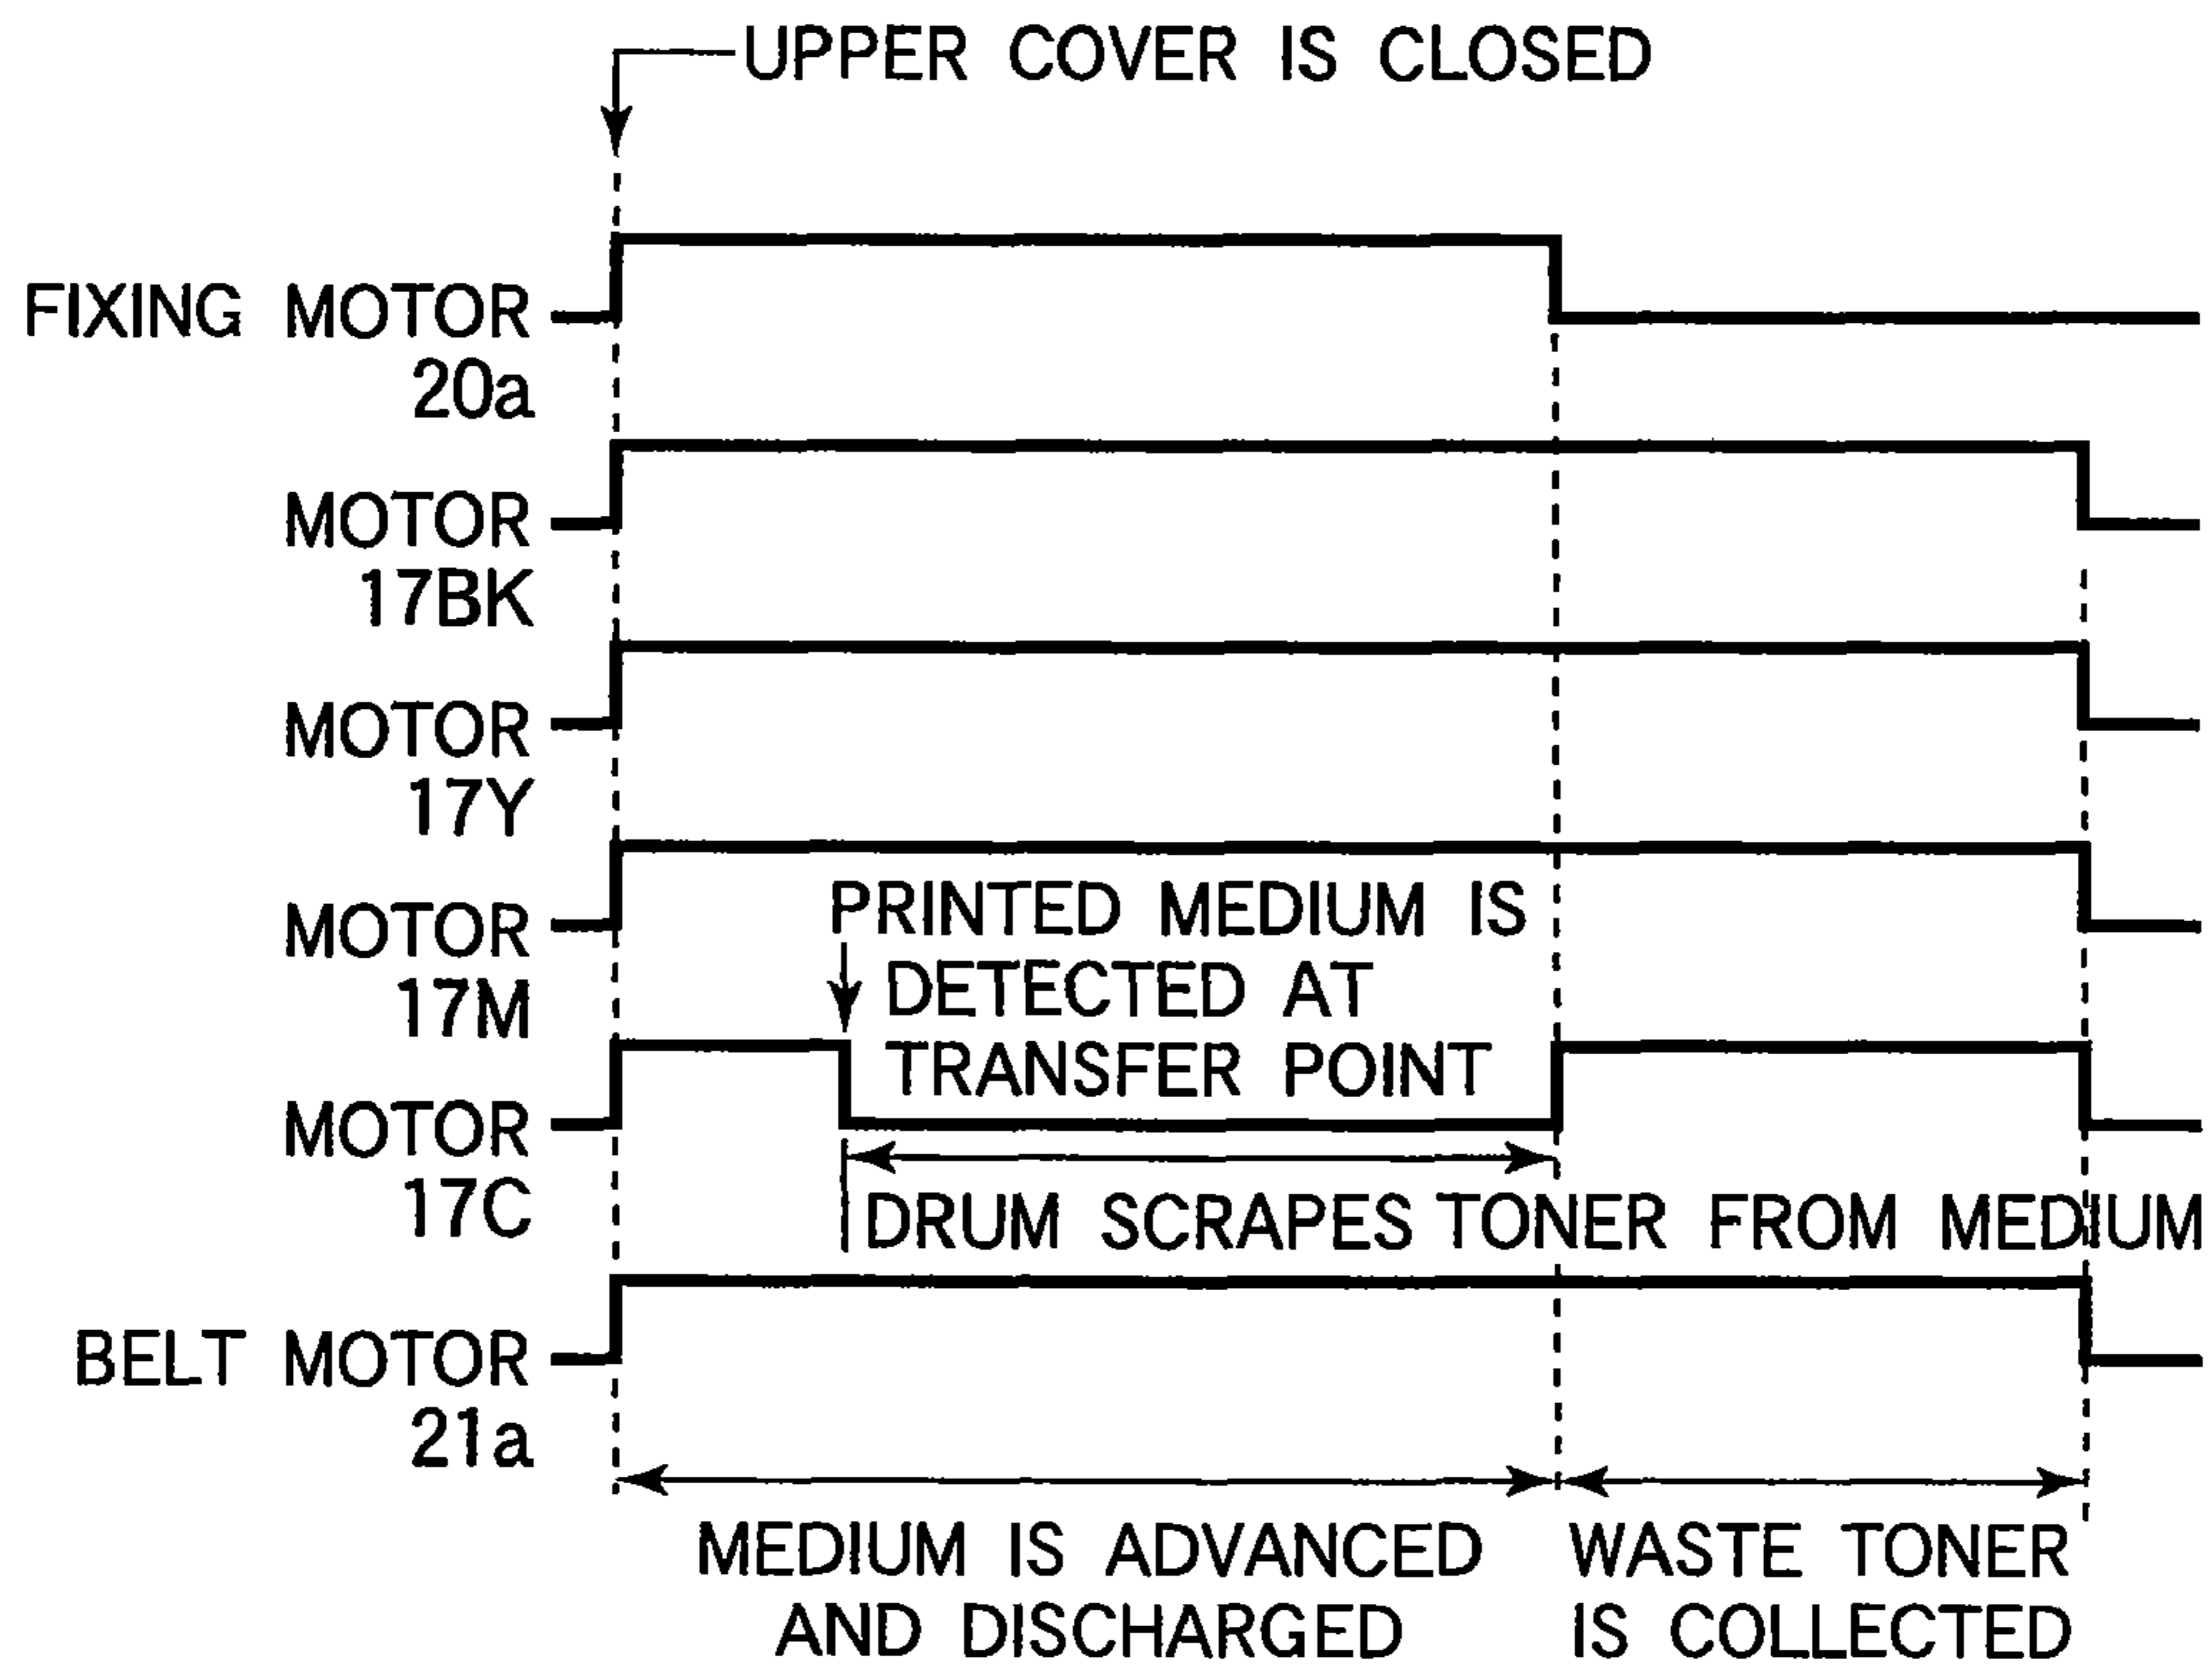 UPPER COVER IS CLOSED
FIXING MOTOR
20a
MOTOR
17BK
MOTOR
17Y
MOTOR
17M
PRINTED MEDIUM IS
DETECTED AT
TRANSFER POINT
MOTOR
17C
DRUM SCRAPES TONER FROM MEDIUM
BELT MOTOR
21a
MEDIUM IS ADVANCED
AND DISCHARGED
WASTE TONER
IS COLLECTED